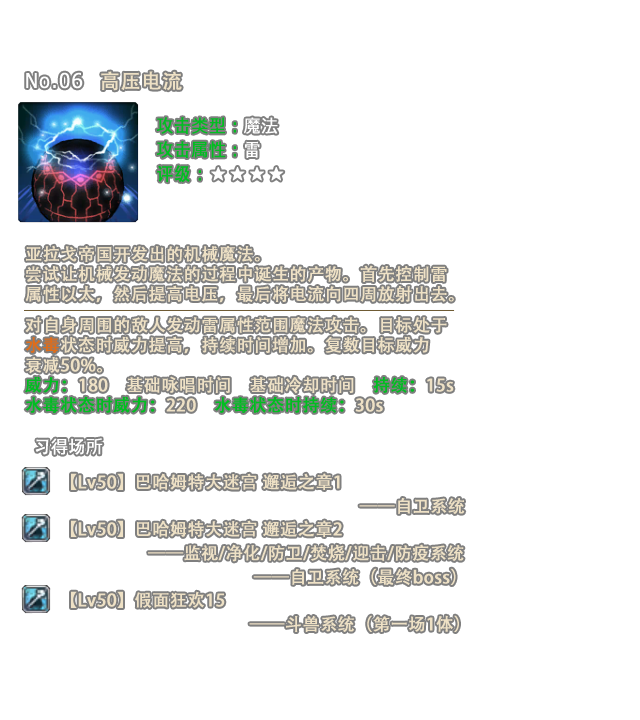 No.06 高压电流
攻击类型：魔法
攻击属性：雷
评级：☆☆☆☆
亚拉戈帝国开发出的机械魔法。
尝试让机械发动魔法的过程中诞生的产物。首先控制雷
属性以太，然后提高电压，最后将电流向四周放射出去。
对自身周围的敌人发动雷属性范围魔法攻击。目标处于
水毒状态时威力提高，持续时间增加。复数目标威力
衰减50%。
威力：180 基础咏唱时间 基础冷却时间 持续：15s
水毒状态时威力：220 水毒状态时持续：30s
习得场所
【Lv50】巴哈姆特大迷宫 邂逅之章1
——自卫系统
【Lv50】巴哈姆特大迷宫 邂逅之章2
——监视/净化/防卫/焚烧/迎击/防疫系统
——自卫系统（最终boss）
【Lv50】假面狂欢15
——斗兽系统（第一场1体）